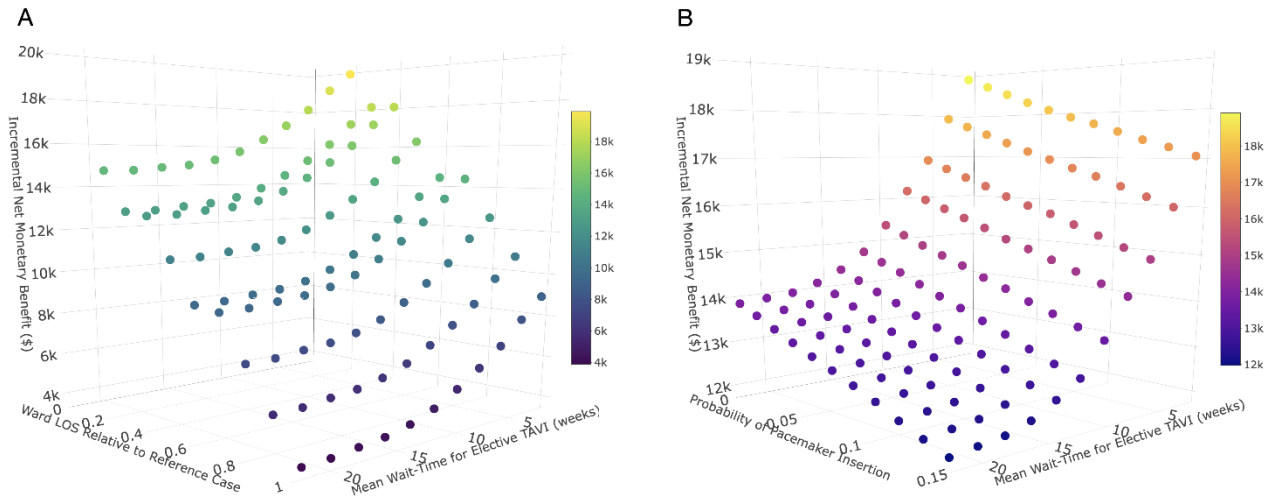 A
Incremental Net Monetary Benefit ($)
20k
18k
16k
14k
12k
10k
8k
6k
4k
0
0.2
0.4
0.6
0.8
1
Ward LOS Relative to Reference Case
20
15
10
5
Mean Wait-Time for Elective TAVI (weeks)
18k
16k
14k
12k
10k
8k
6k
4k
B
Incremental Net Monetary Benefit ($)
19k
18k
17k
16k
15k
14k
13k
12k
0
0.05
0.1
0.15
Probability of Pacemaker Insertion
20
15
10
5
Mean Wait-Time for Elective TAVI (weeks)
18k
17k
16k
15k
14k
13k
12k